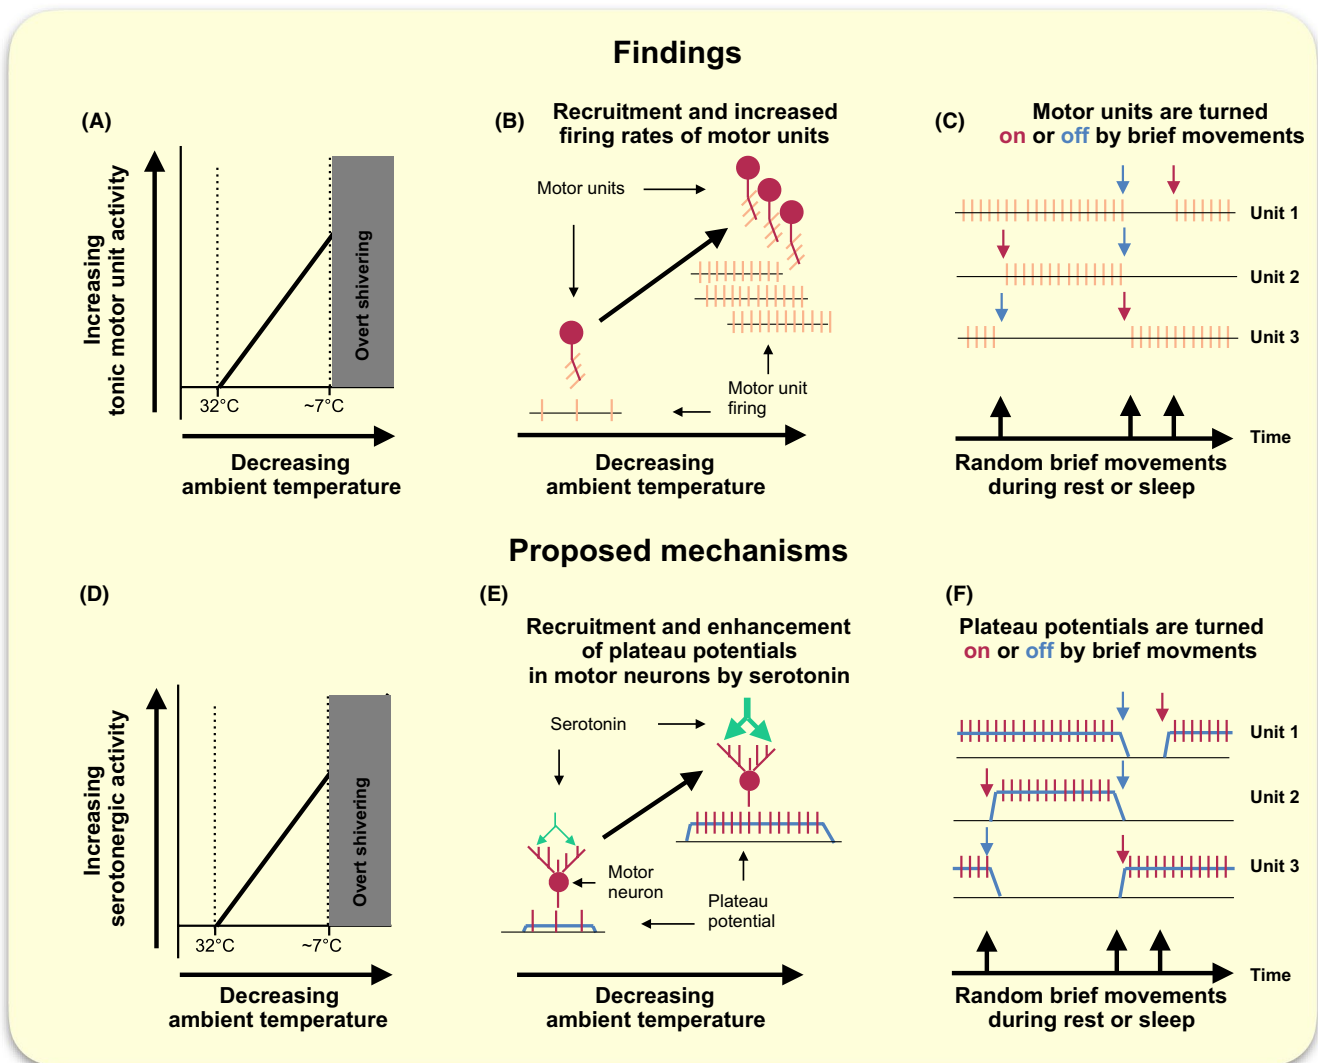 Findings
(A)
Increasing
tonic motor unit activity
Overt shivering
32°C
~7°C
Decreasing
ambient temperature
(B)
Recruitment and increased
firing rates of motor units
Motor units
Motor unit
firing
Decreasing
ambient temperature
(C)
Motor units are turned
on or off by brief movements
Unit 1
Unit 2
Unit 3
Time
Random brief movements
during rest or sleep
Proposed mechanisms
(D)
Increasing
serotonergic activity
Overt shivering
32°C
~7°C
Decreasing
ambient temperature
(E)
Recruitment and enhancement
of plateau potentials
in motor neurons by serotonin
Serotonin
Motor
neuron
Plateau
potential
Decreasing
ambient temperature
(F)
Plateau potentials are turned
on or off by brief movments
Unit 1
Unit 2
Unit 3
Time
Random brief movements
during rest or sleep